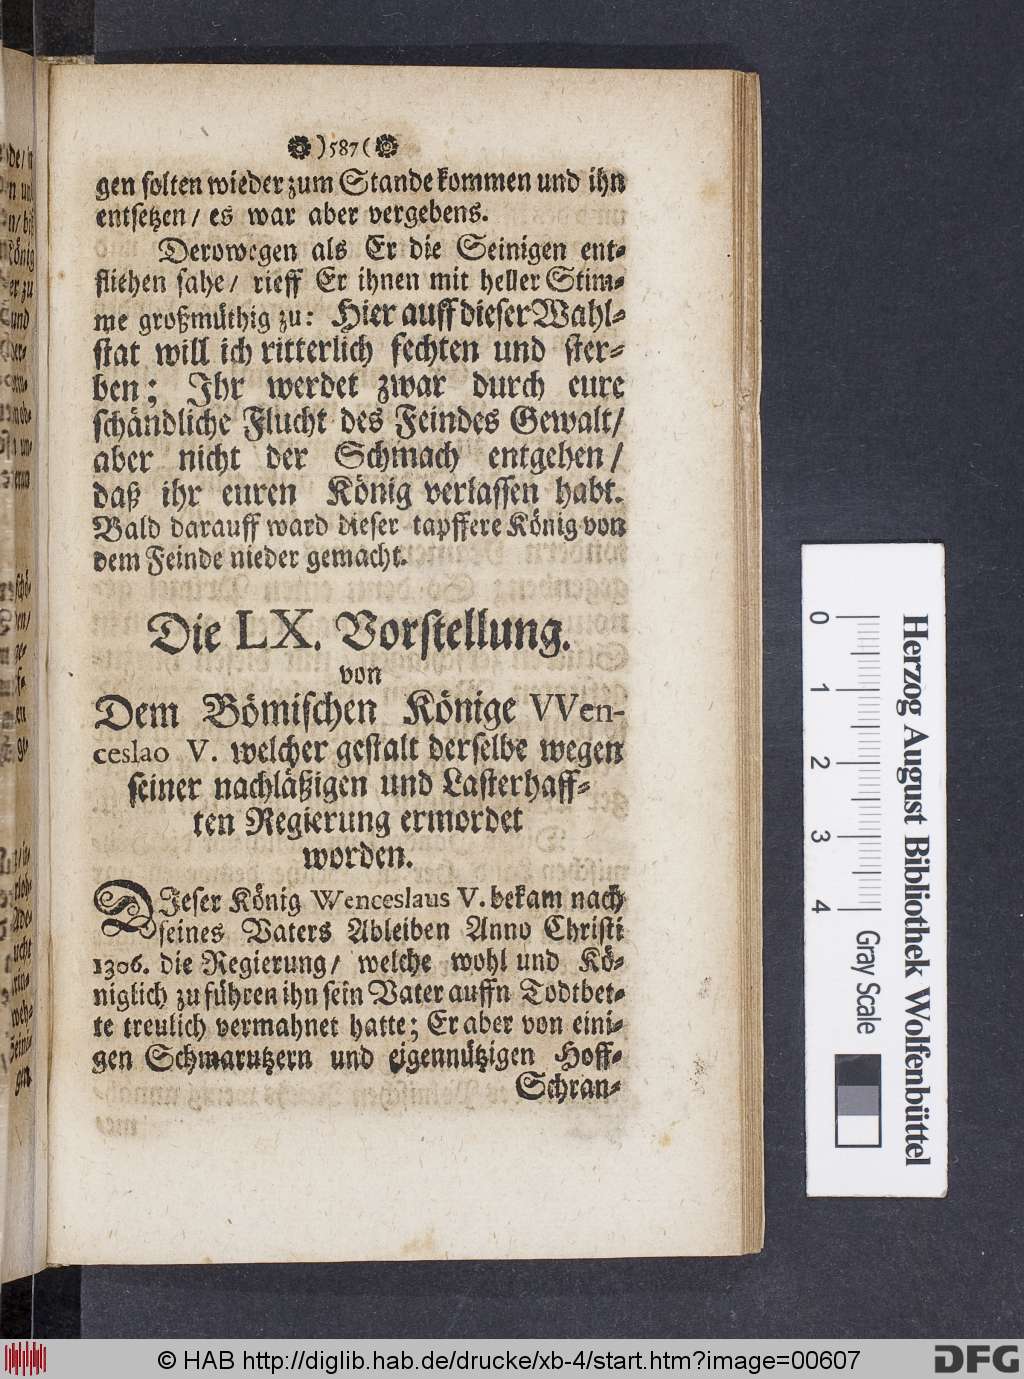 )587(
gen solten wieder zum Stande kommen und ihn
entsetzen/ es war aber vergebens.
Derowegen als Er die Seinigen ent-
fliehen sahe/ rieff Er ihnen mit heller Stim-
me großmüthig zu: Hier auff dieser Wahl-
stat will ich ritterlich fechten und ster-
ben; Ihr werdet zwar durch eure
schändliche Flucht des Feindes Gewalt/
aber nicht der Schmach entgehen/
daß ihr euren König verlassen habt.
Bald darauff ward dieser tapffere König von
dem Feinde nieder gemacht.
Die LX. Vorstellung.
von
Dem Bömischen Könige VVen-
ceslao V. welcher gestalt derselbe wegen
seiner nachläßigen und Lasterhaff-
ten Regierung ermordet
worden.
DIeser König Wenceslaus V. bekam nach
seines Vaters Ableiben Anno Christi
1306. die Regierung/ welche wohl und Kö-
niglich zu führen ihn sein Vater auffn Todtbet-
te treulich vermahnet hatte; Er aber von eini-
gen Schmarutzern und eigennützigen Hoff-
Schran-
0 1 2 3 4
Herzog August Bibliothek Wolfenbüttel
Gray Scale
© HAB http://diglib.hab.de/drucke/xb-4/start.htm?image=00607
DFG